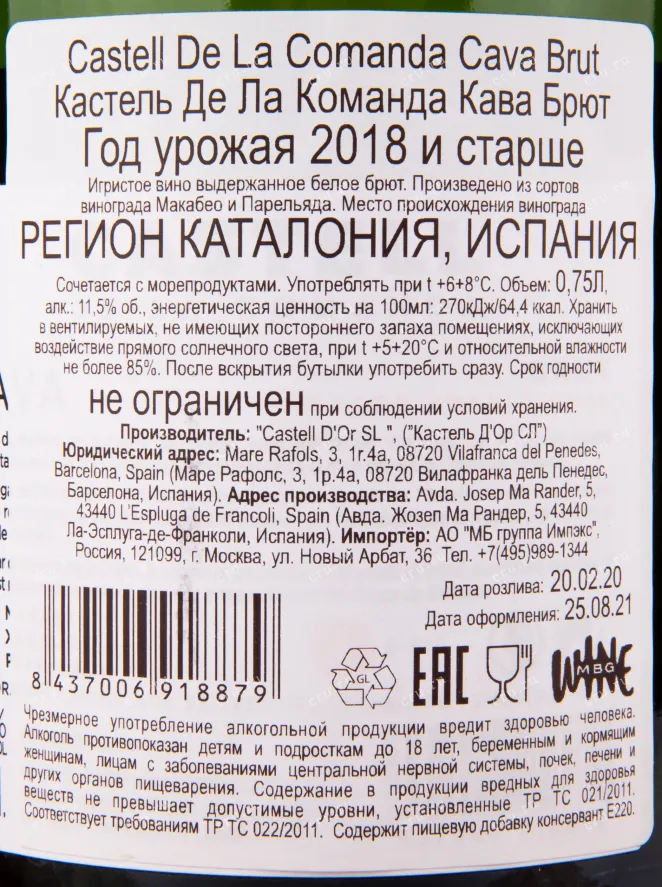 Castell De La Comanda Cava Brut
Кастель Де Ла Команда Кава Брют
Год урожая 2018 и старше
Игристое вино выдержанное белое брют. Произведено из сортов
винограда Макабео и Парельяда. Место происхождения винограда
РЕГИОН КАТАЛОНИЯ, ИСПАНИЯ
Сочетается с морепродуктами. Употреблять при t +6+8°C. Объем: 0,75Л,
алк.: 11,5% об., энергетическая ценность на 100мл: 270кДж/64,4 ккал. Хранить
в вентилируемых, не имеющих постороннего запаха помещениях, исключающих
воздействие прямого солнечного света, при t +5+20°C и относительной влажности
не более 85%. После вскрытия бутылки употребить сразу. Срок годности
не ограничен при соблюдении условий хранения.
Производитель: "Castell D'Or SL ", ("Кастель Д'Ор СЛ")
Юридический адрес: Mare Rafols, 3, 1r.4a, 08720 Vilafranca del Penedes,
Barcelona, Spain (Маре Рафолс, 3, 1р.4а, 08720 Вилафранка дель Пенедес,
Барселона, Испания). Адрес производства: Avda. Josep Ma Rander, 5,
43440 L'Espluga de Francoli, Spain (Авда. Жозеп Ма Рандер, 5, 43440
Ла-Эсплуга-де-Франколи, Испания). Импортёр: АО "МБ группа Импэкс",
Россия, 121099, г. Москва, ул. Новый Арбат, 36 Тел. +7(495)989-1344
Дата розлива: 20.02.20
Дата оформления: 25.08.21
8 437006 918879
GL
EAC
WINE
MBG
Чрезмерное употребление алкогольной продукции вредит здоровью человека.
Алкоголь противопоказан детям и подросткам до 18 лет, беременным и кормящим
женщинам, лицам с заболеваниями центральной нервной системы, почек, печени и
других органов пищеварения. Содержание в продукции вредных для здоровья
веществ не превышает допустимые уровни, установленные ТР ТС 021/2011.
Соответствует требованиям ТР ТС 022/2011. Содержит пищевую добавку консервант Е220.